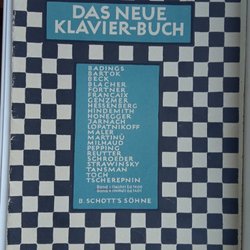 DAS NEUE
KLAVIER-BUCH
BADINGS
BARTOK
BECK
BLACHER
FORTNER
FRANÇAIX
GENZMER
HESSENBERG
HINDEMITH
HONEGGER
JARNACH
LOPATNIKOFF
MALER
MARTINŮ
MILHAUD
PEPPING
REUTTER
SCHROEDER
STRAWINSKY
TANSMAN
TOCH
TSCHEREPNIN
B. SCHOTT'S SÖHNE